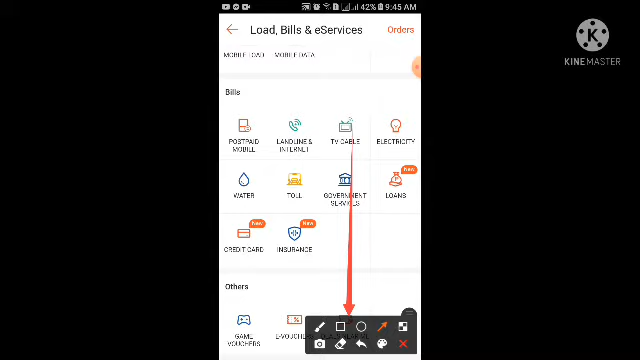 42% 9:45 AM
Load, Bills & eServices Orders
MOBILE LOAD MOBILE DATA
K
KINEMASTER
Bills
POSTPAID MOBILE
LANDLINE & INTERNET
TV CABLE
ELECTRICITY
WATER
TOLL
GOVERNMENT SERVICES
New
LOANS
New
CREDIT CARD
New
INSURANCE
Others
GAME VOUCHERS
E-VOUCHERS